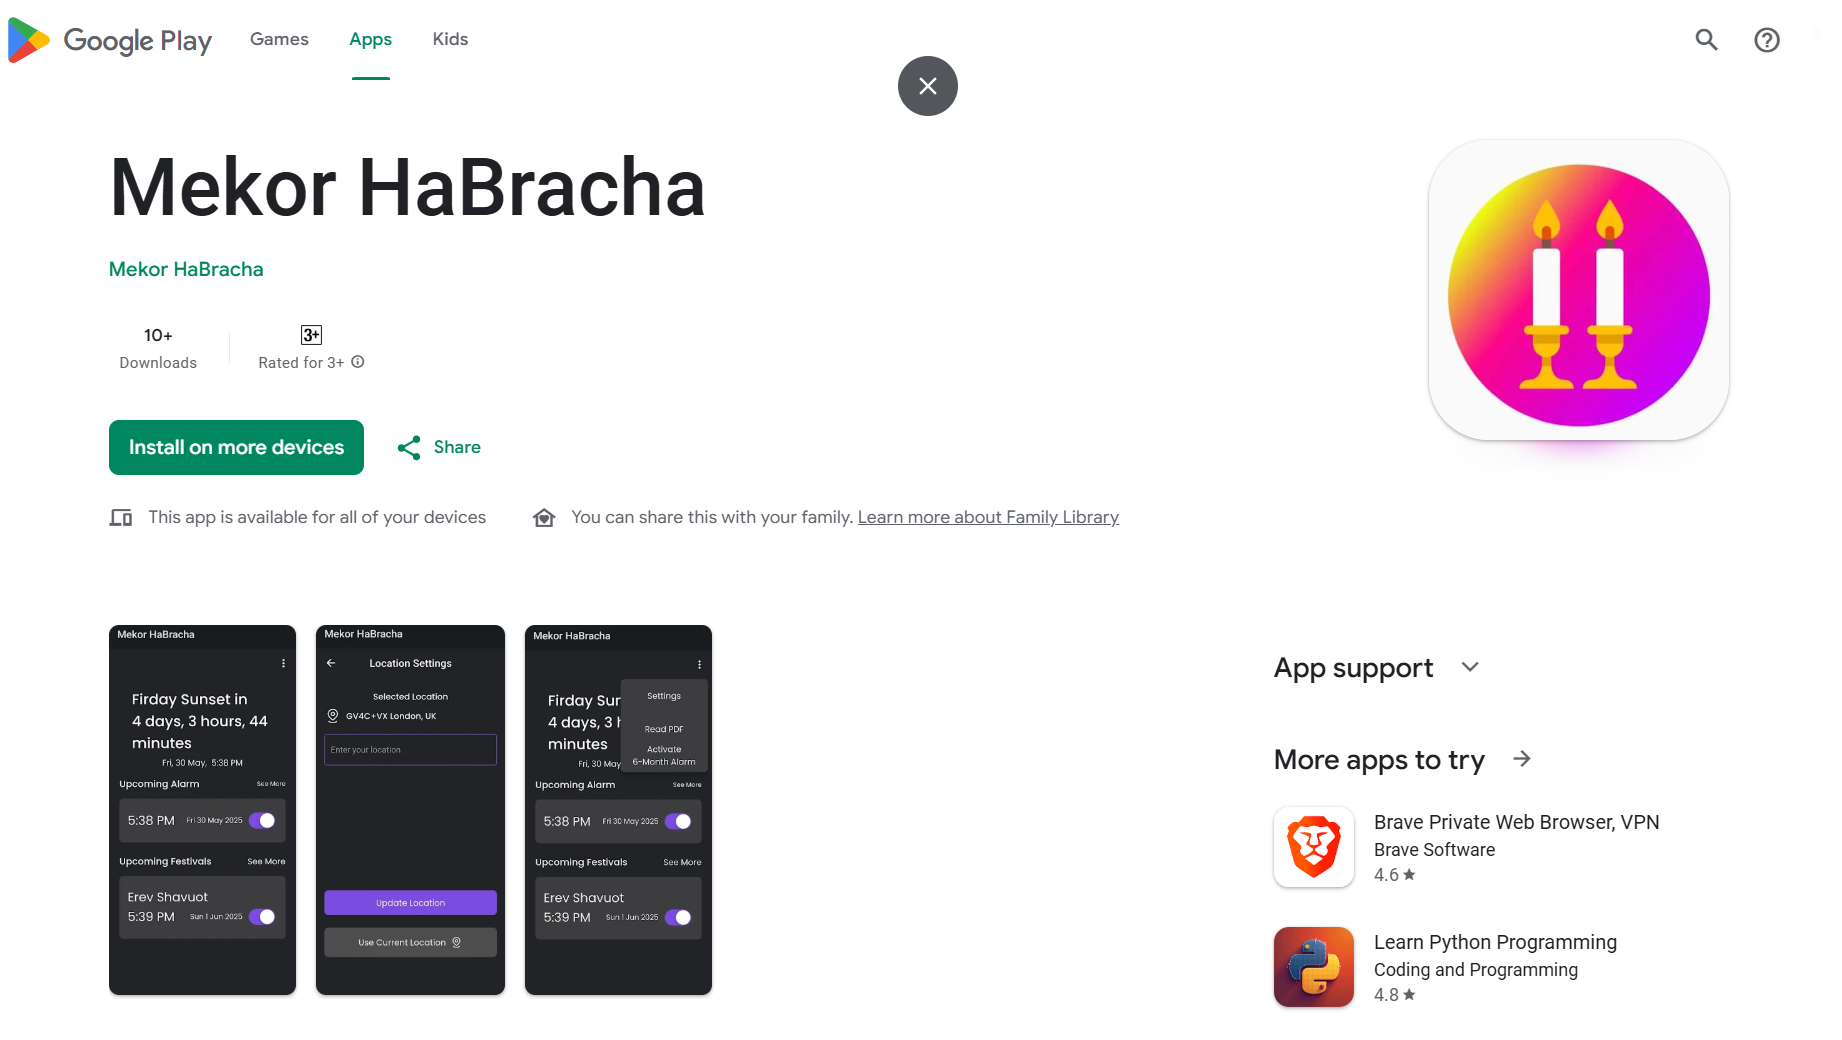 Google Play
Games
Apps
Kids
Mekor HaBracha
Mekor HaBracha
10+
Downloads
3+
Rated for 3+
Install on more devices
Share
This app is available for all of your devices
You can share this with your family. Learn more about Family Library
Mekor HaBracha
Firday Sunset in
4 days, 3 hours, 44
minutes
Fri, 30 May, 5:38 PM
Upcoming Alarm
See More
5:38 PM
Fri 30 May 2025
Upcoming Festivals
See More
Erev Shavuot
5:39 PM
Sun 1 Jun 2025
Mekor HaBracha
Location Settings
Selected Location
GV4C+VX London, UK
Enter your location
Update Location
Use Current Location
Mekor HaBracha
Firday Sur
4 days, 3 h
minutes
Fri, 30 May
Settings
Read PDF
Activate
6-Month Alarm
Upcoming Alarm
See More
5:38 PM
Fri 30 May 2025
Upcoming Festivals
See More
Erev Shavuot
5:39 PM
Sun 1 Jun 2025
App support
More apps to try
Brave Private Web Browser, VPN
Brave Software
4.6
Learn Python Programming
Coding and Programming
4.8